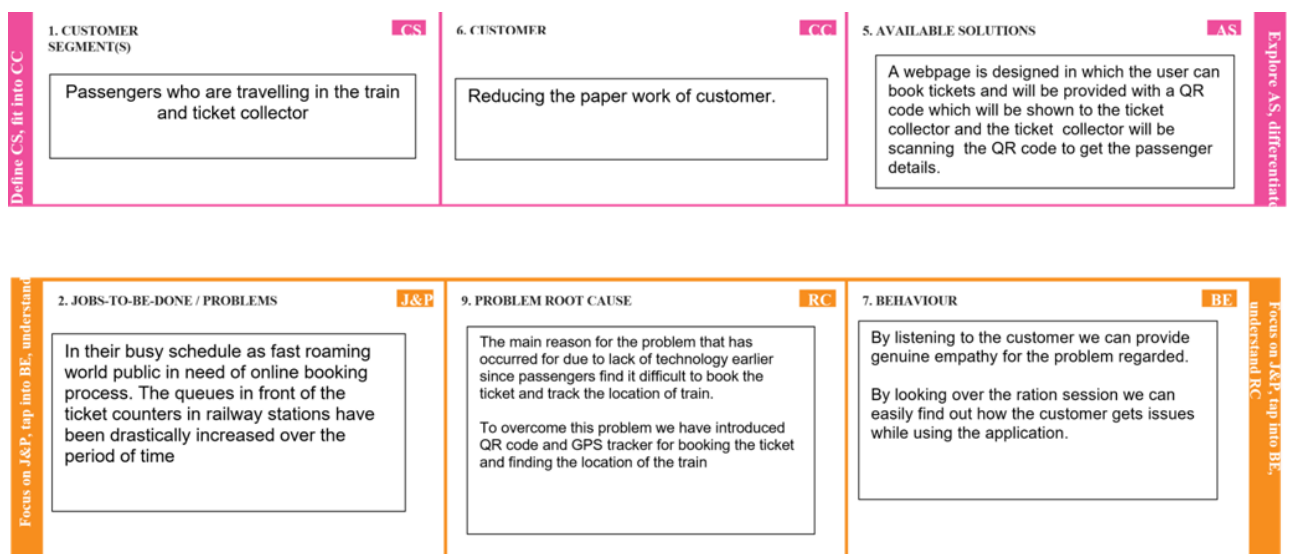 Define CS, fit into CC
1. CUSTOMER
SEGMENT(S)
CS
Passengers who are travelling in the train
and ticket collector
6. CUSTOMER
CC
Reducing the paper work of customer.
5. AVAILABLE SOLUTIONS
AS
A webpage is designed in which the user can
book tickets and will be provided with a QR
code which will be shown to the ticket
collector and the ticket collector will be
scanning the QR code to get the passenger
details.
Explore AS, differentiate
Focus on J&P, tap into BE, understand
2. JOBS-TO-BE-DONE / PROBLEMS
J&P
In their busy schedule as fast roaming
world public in need of online booking
process. The queues in front of the
ticket counters in railway stations have
been drastically increased over the
period of time
9. PROBLEM ROOT CAUSE
RC
The main reason for the problem that has
occurred for due to lack of technology earlier
since passengers find it difficult to book the
ticket and track the location of train.
To overcome this problem we have introduced
QR code and GPS tracker for booking the ticket
and finding the location of the train
7. BEHAVIOUR
BE
By listening to the customer we can provide
genuine empathy for the problem regarded.
By looking over the ration session we can
easily find out how the customer gets issues
while using the application.
Focus on J&P, tap into BE,
understand RC